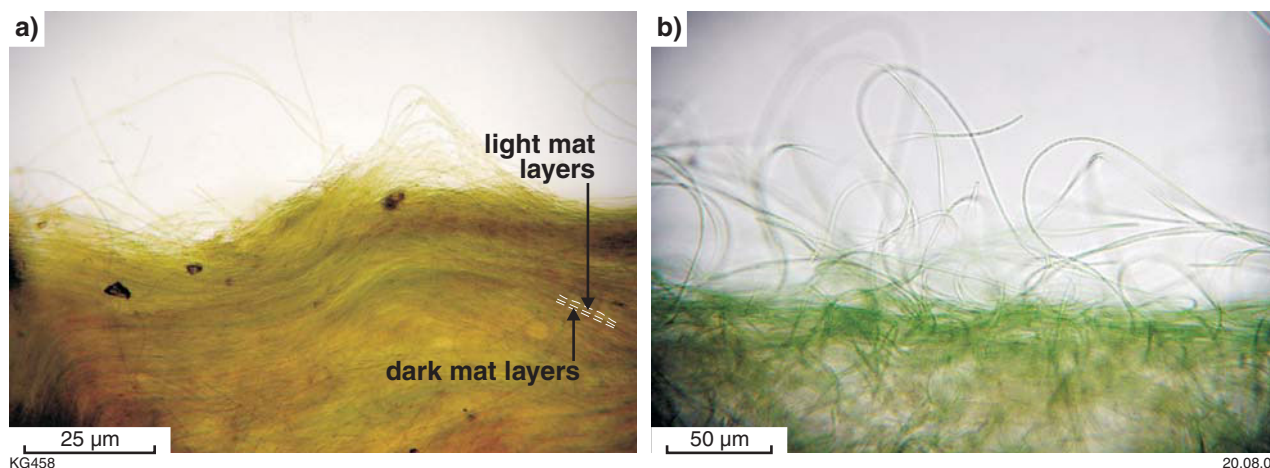 a)
light mat
layers
dark mat layers
25 µm
KG458
b)
50 µm
20.08.0